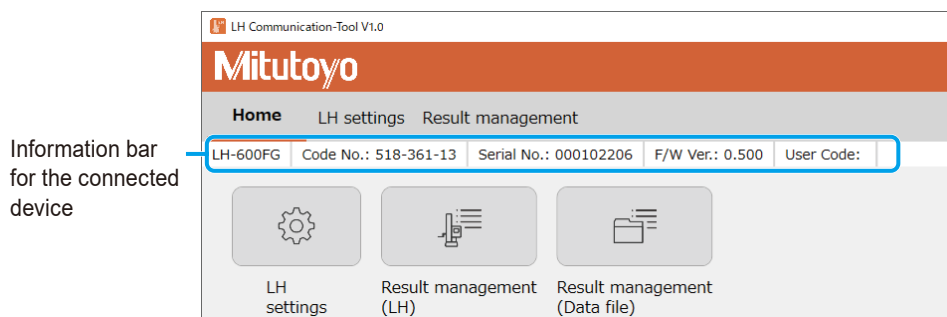 LH Communication-Tool V1.0
Mitutoyo
Home LH settings Result management
Information bar
for the connected
device
LH-600FG Code No.: 518-361-13 Serial No.: 000102206 F/W Ver.: 0.500 User Code:
LH
settings
Result management
(LH)
Result management
(Data file)